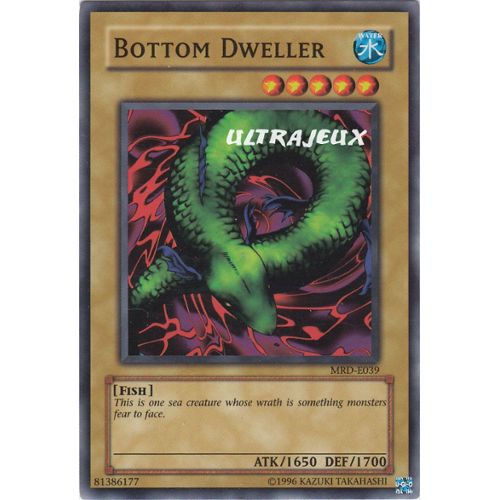 BOTTOM DWELLER
WATER
水
ULTRAJEUX
MRD-E039
[FISH]
This is one sea creature whose wrath is something monsters
fear to face.
ATK/1650 DEF/1700
81386177
©1996 KAZUKI TAKAHASHI